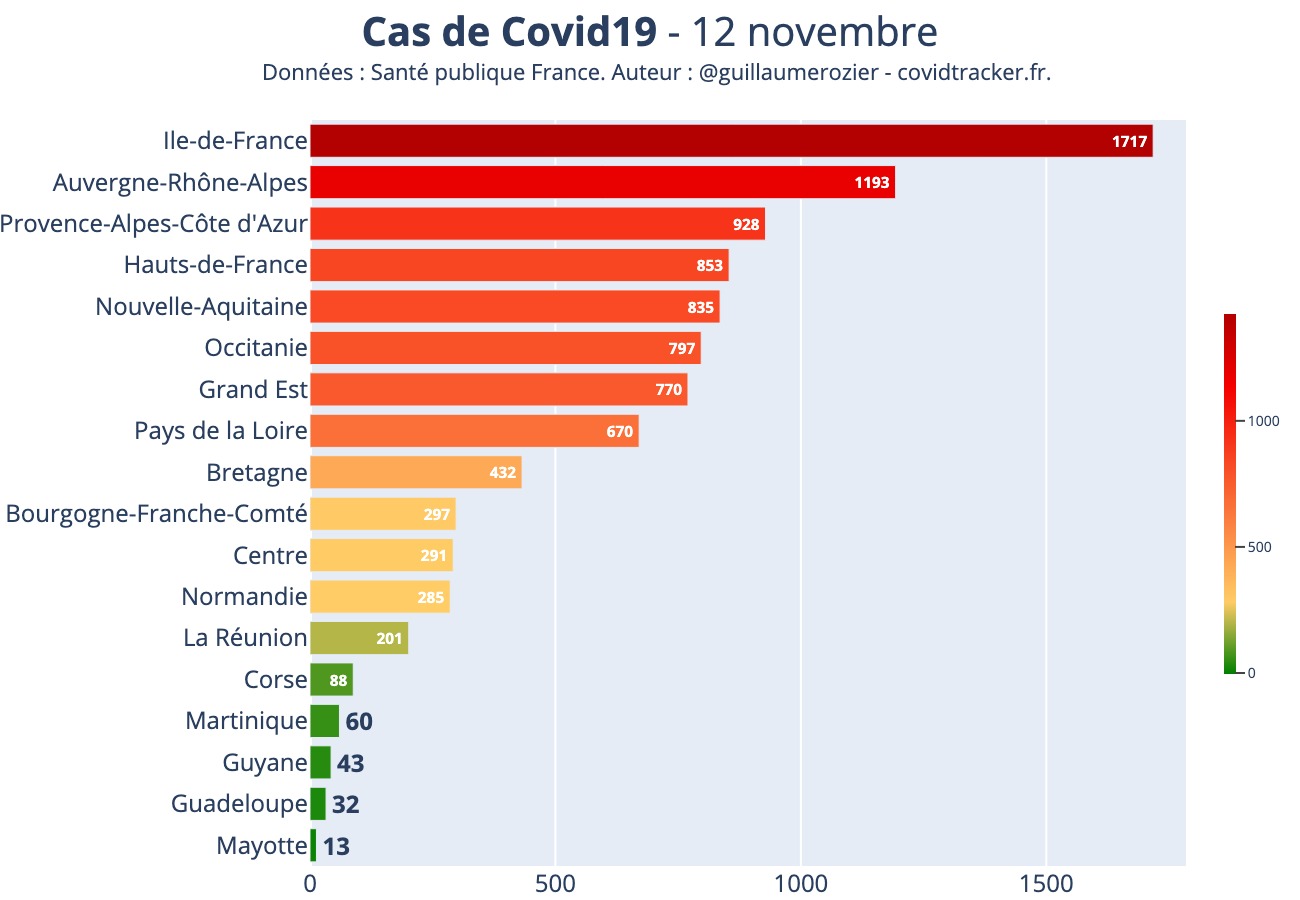 Cas de Covid19 - 12 novembre
Données : Santé publique France. Auteur : @guillaumerozier - covidtracker.fr.
Ile-de-France 1717
Auvergne-Rhône-Alpes 1193
Provence-Alpes-Côte d'Azur 928
Hauts-de-France 853
Nouvelle-Aquitaine 835
Occitanie 797
Grand Est 770
Pays de la Loire 670
Bretagne 432
Bourgogne-Franche-Comté 297
Centre 291
Normandie 285
La Réunion 201
Corse 88
Martinique 60
Guyane 43
Guadeloupe 32
Mayotte 13
0 500 1000 1500
1000
500
0